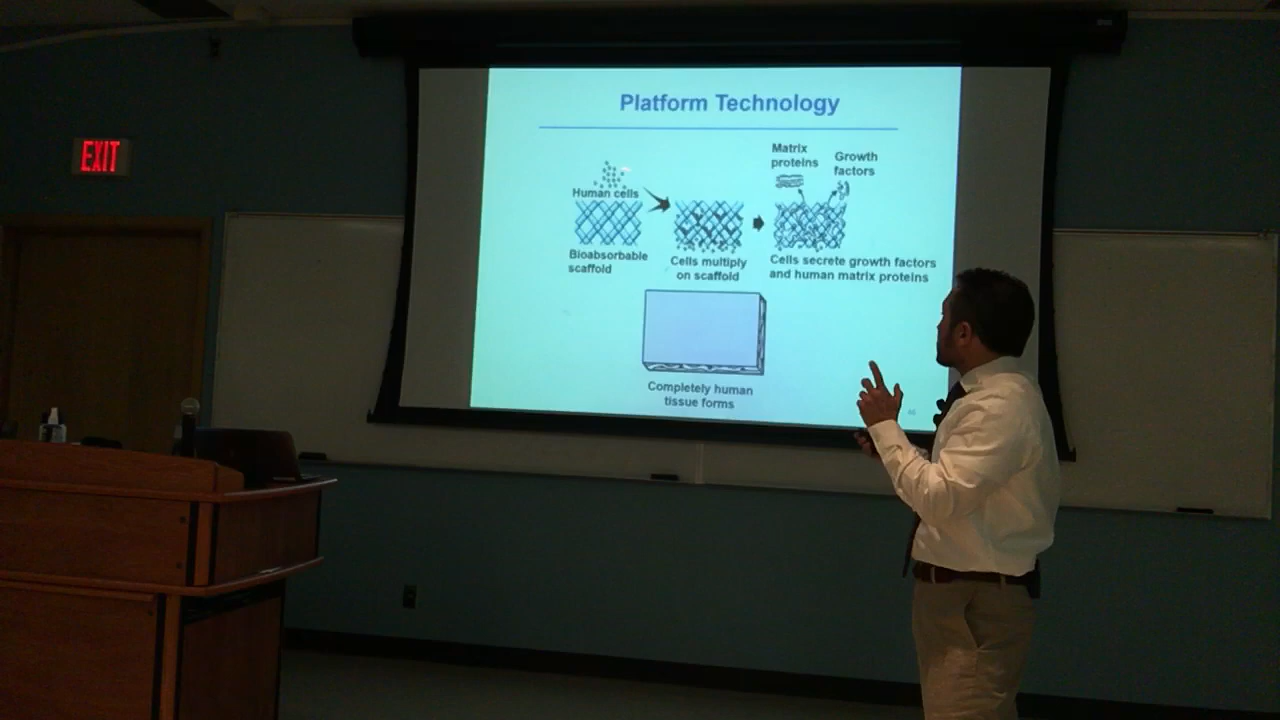 EXIT
Platform Technology
Matrix
proteins
Growth
factors
Human cells
Bioabsorbable
scaffold
Cells multiply
on scaffold
Cells secrete growth factors
and human matrix proteins
Completely human
tissue forms